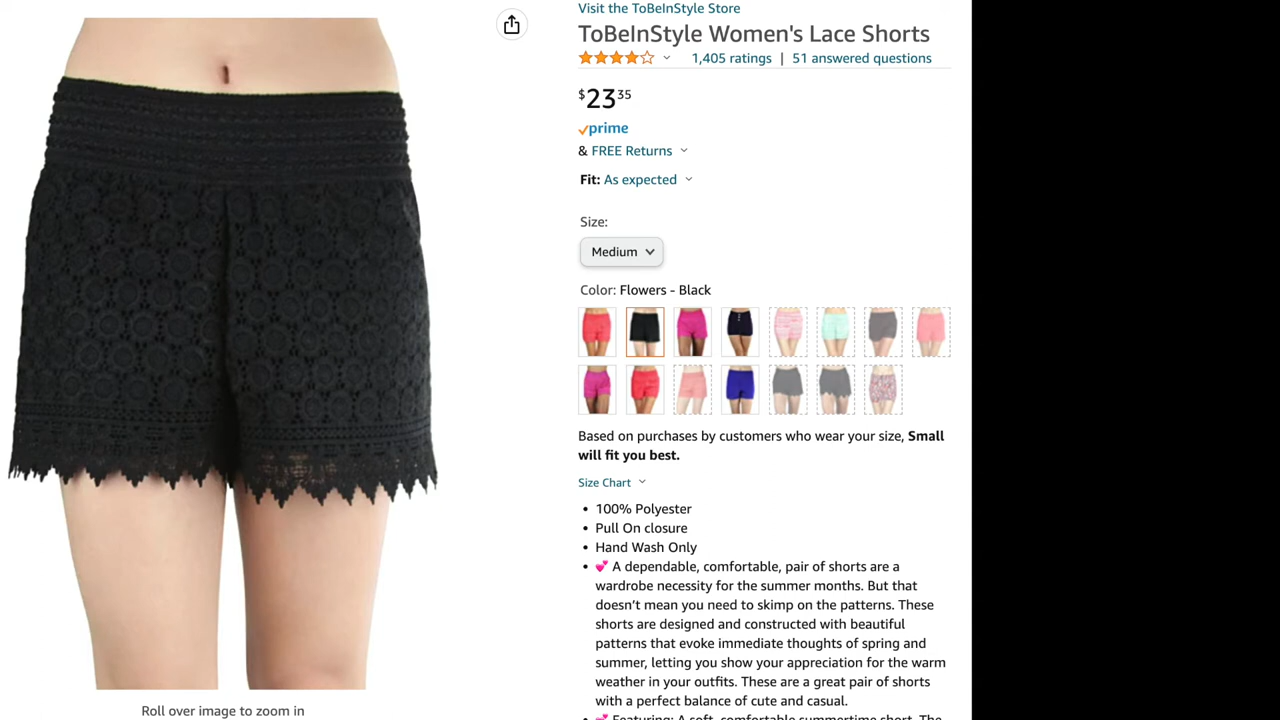 Visit the ToBeInStyle Store
ToBeInStyle Women's Lace Shorts
1,405 ratings | 51 answered questions
$23 35
prime
& FREE Returns
Fit: As expected
Size:
Medium
Color: Flowers - Black
Based on purchases by customers who wear your size, Small
will fit you best.
Size Chart
• 100% Polyester
• Pull On closure
• Hand Wash Only
• 💕 A dependable, comfortable, pair of shorts are a
wardrobe necessity for the summer months. But that
doesn’t mean you need to skimp on the patterns. These
shorts are designed and constructed with beautiful
patterns that evoke immediate thoughts of spring and
summer, letting you show your appreciation for the warm
weather in your outfits. These are a great pair of shorts
with a perfect balance of cute and casual.
• 💕 Featuring: A soft, comfortable summertime short. The
Roll over image to zoom in